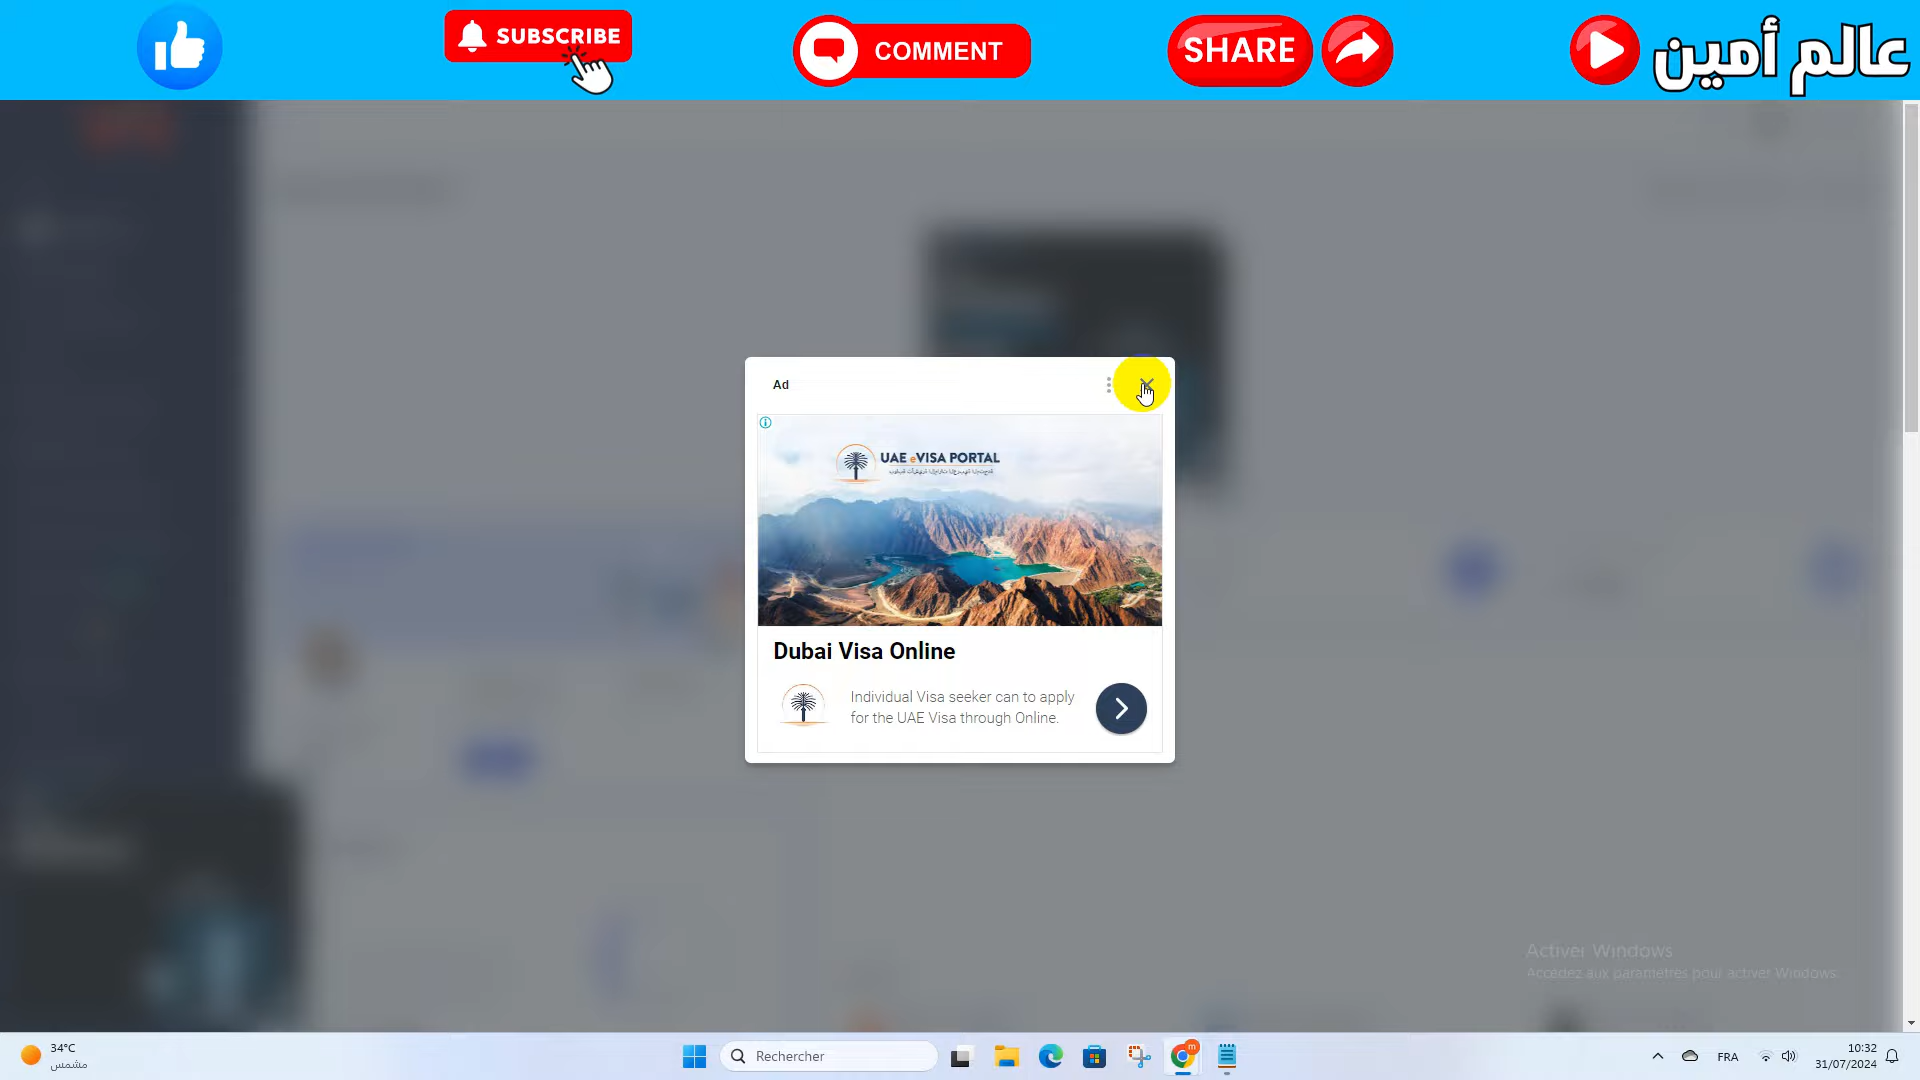 SUBSCRIBE
COMMENT
SHARE
عالم أمين
Ad
UAE eVISA PORTAL
Dubai Visa Online
Individual Visa seeker can to apply
for the UAE Visa through Online.
Activer Windows
Accédez aux paramètres pour activer Windows.
34°C
مشمس
Rechercher
m
FRA
10:32
31/07/2024